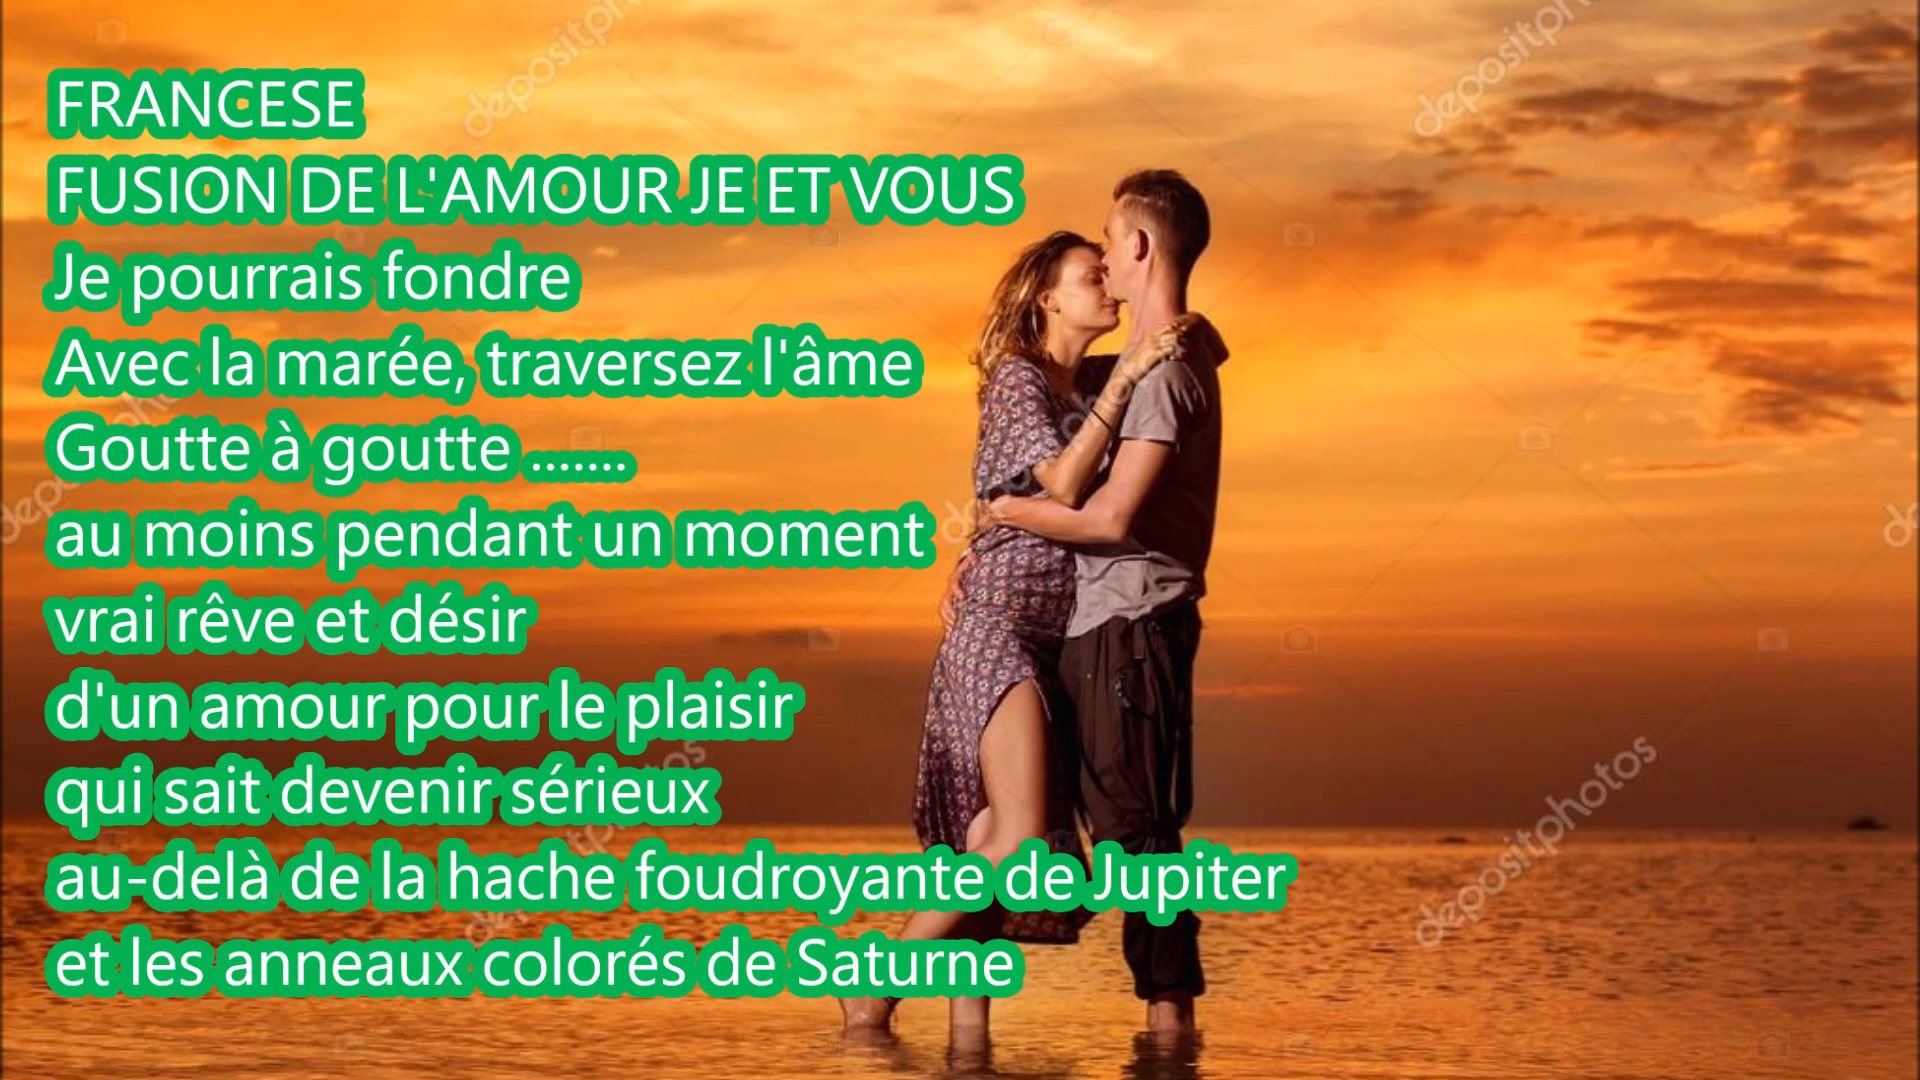 FRANCESE
FUSION DE L'AMOUR JE ET VOUS
Je pourrais fondre
Avec la marée, traversez l'âme
Goutte à goutte .......
au moins pendant un moment
vrai rêve et désir
d'un amour pour le plaisir
qui sait devenir sérieux
au-delà de la hache foudroyante de Jupiter
et les anneaux colorés de Saturne
depositphotos